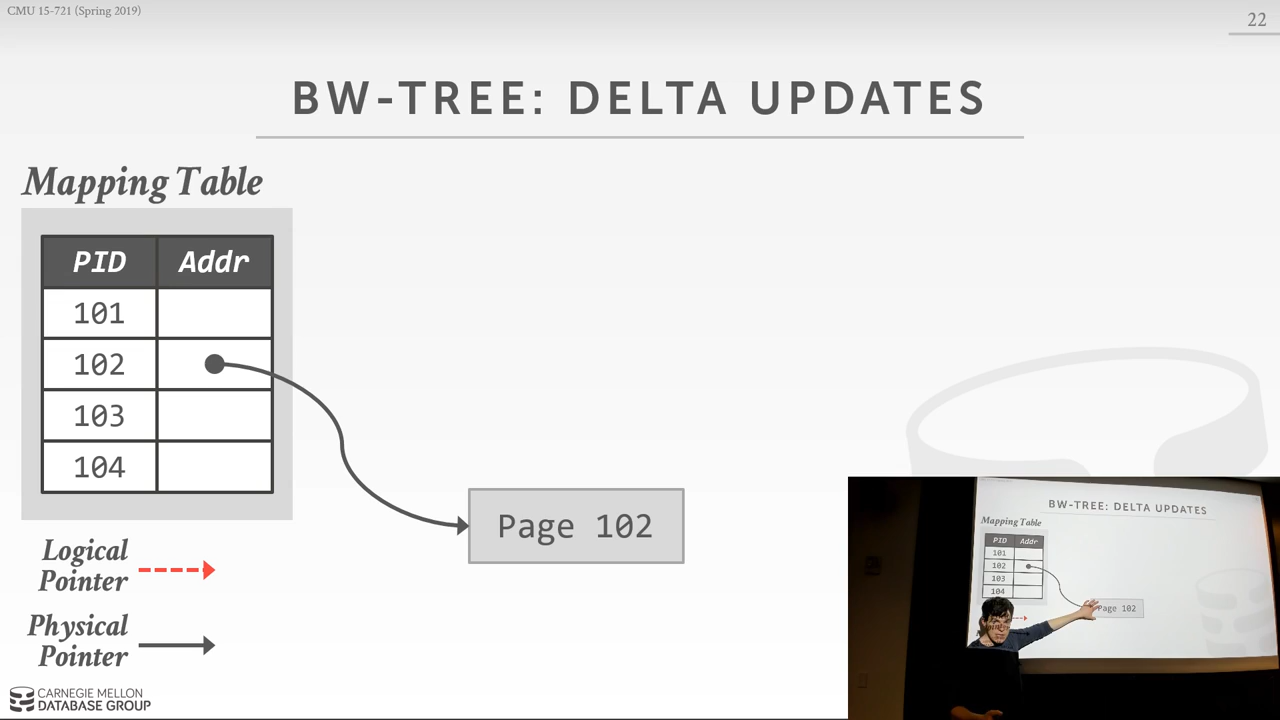 CMU 15-721 (Spring 2019)
22
BW-TREE: DELTA UPDATES
Mapping Table
PID Addr
101
102
103
104
Page 102
Logical
Pointer
Physical
Pointer
CARNEGIE MELLON
DATABASE GROUP
BW-TREE: DELTA UPDATES
Mapping Table
PID Addr
101
102
103
104
Page 102